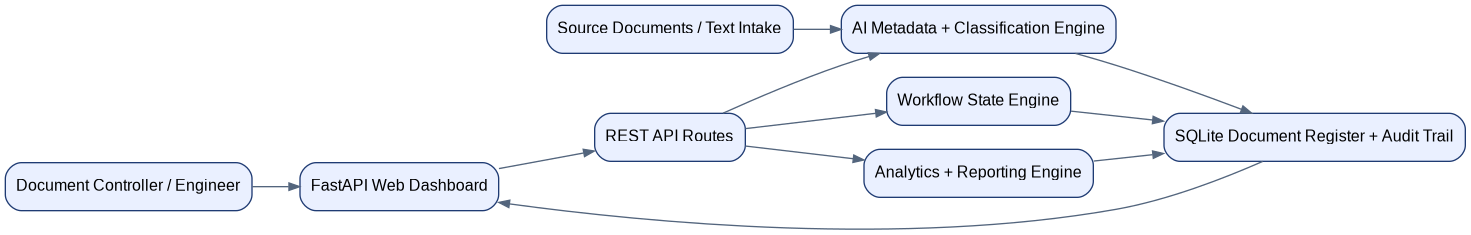 Source Documents / Text Intake
AI Metadata + Classification Engine
Workflow State Engine
REST API Routes
SQLite Document Register + Audit Trail
Analytics + Reporting Engine
Document Controller / Engineer
FastAPI Web Dashboard